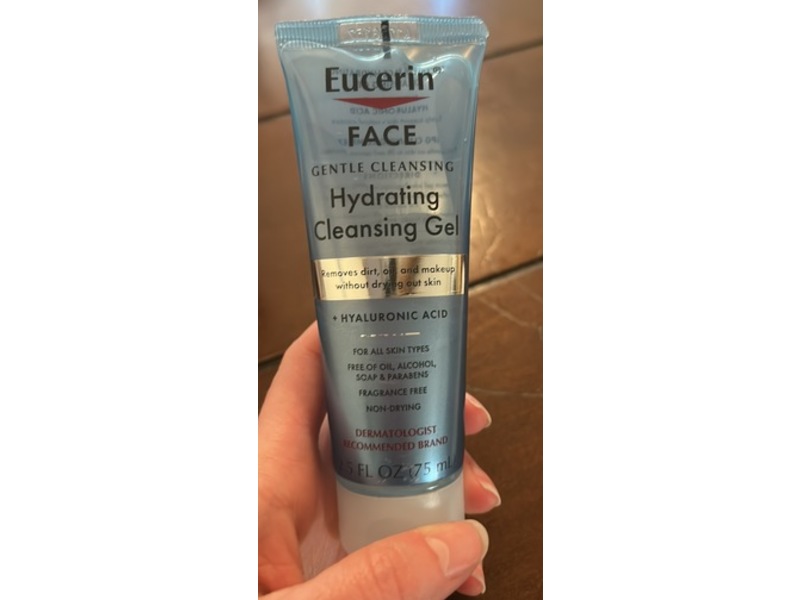 Eucerin®
FACE
GENTLE CLEANSING
Hydrating
Cleansing Gel
Removes dirt, oil and makeup
without drying out skin
+ HYALURONIC ACID
FOR ALL SKIN TYPES
FREE OF OIL, ALCOHOL,
SOAP & PARABENS
FRAGRANCE FREE
NON-DRYING
DERMATOLOGIST
RECOMMENDED BRAND
FL OZ (75 mL